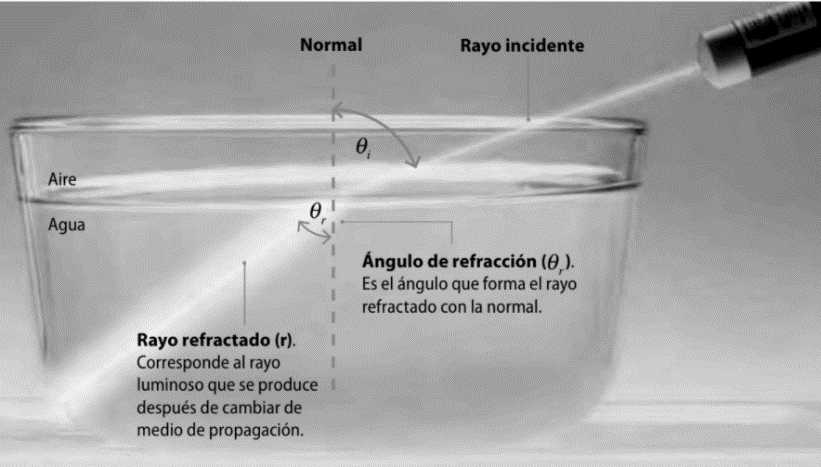 Normal
Rayo incidente
θi
Aire
θr
Agua
Ángulo de refracción (θr).
Es el ángulo que forma el rayo
refractado con la normal.
Rayo refractado (r).
Corresponde al rayo
luminoso que se produce
después de cambiar de
medio de propagación.